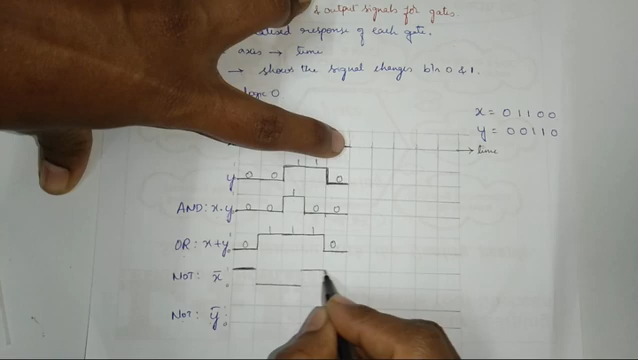 & output signals for gates
response of each gate.
axis → time
→ shows the signal changes b/n 0 & 1.
logic 0
x = 0 1 1 0 0
y = 0 0 1 1 0
→ time
y 0 0 1 1 0
AND: x·y 0 0 1 0 0
OR: x+y 0 1 1 1 0
NOT: x̅
NOT: y̅